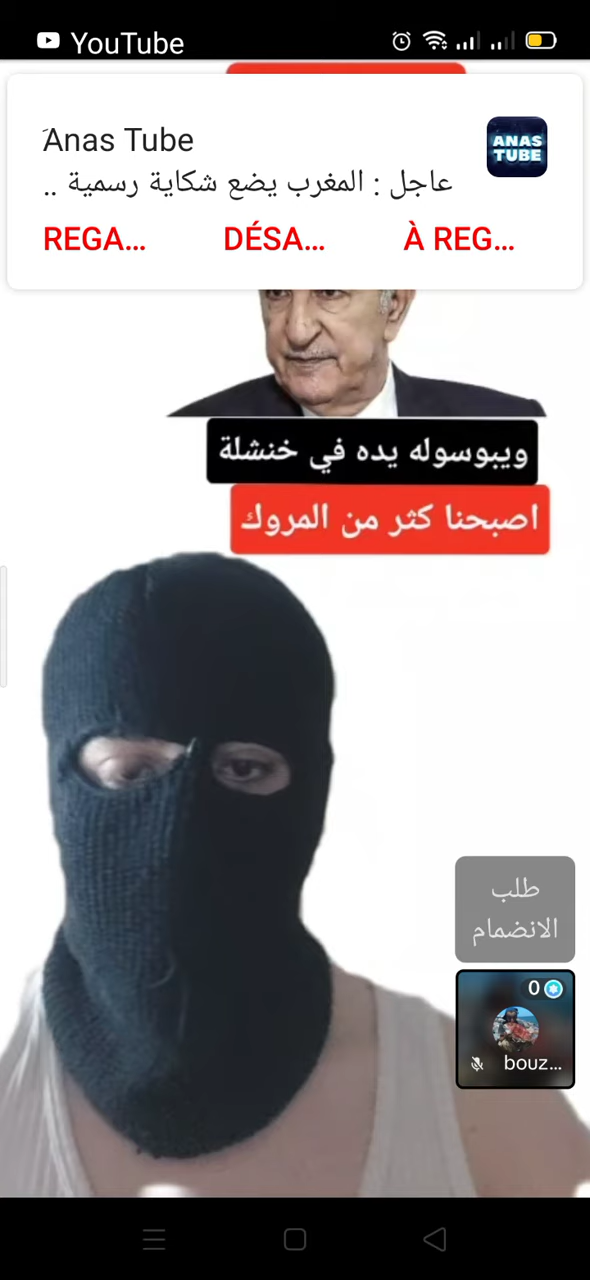 YouTube
Anas Tube
ANAS
TUBE
عاجل : المغرب يضع شكاية رسمية ..
REGA...
DÉSA...
À REG...
ويبوسوله يده في خنشلة
اصبحنا كثر من المروك
طلب
الانضمام
0
bouz...